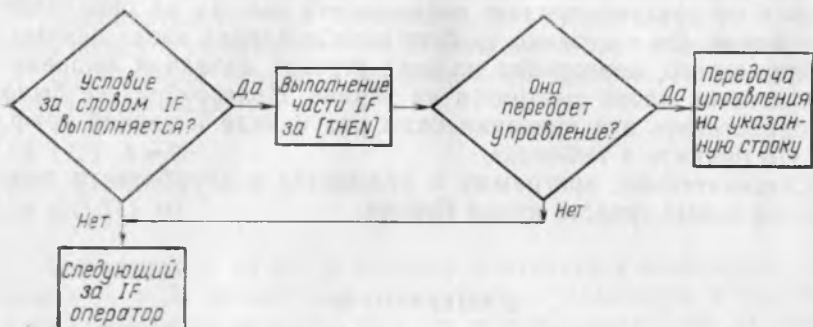 Условие
за словом IF
выполняется?
Да
Выполнение
части IF
за [THEN]
Она
передает
управление?
Да
Передача
управления
на указан-
ную строку
Нет
Нет
Следующий
за IF
оператор